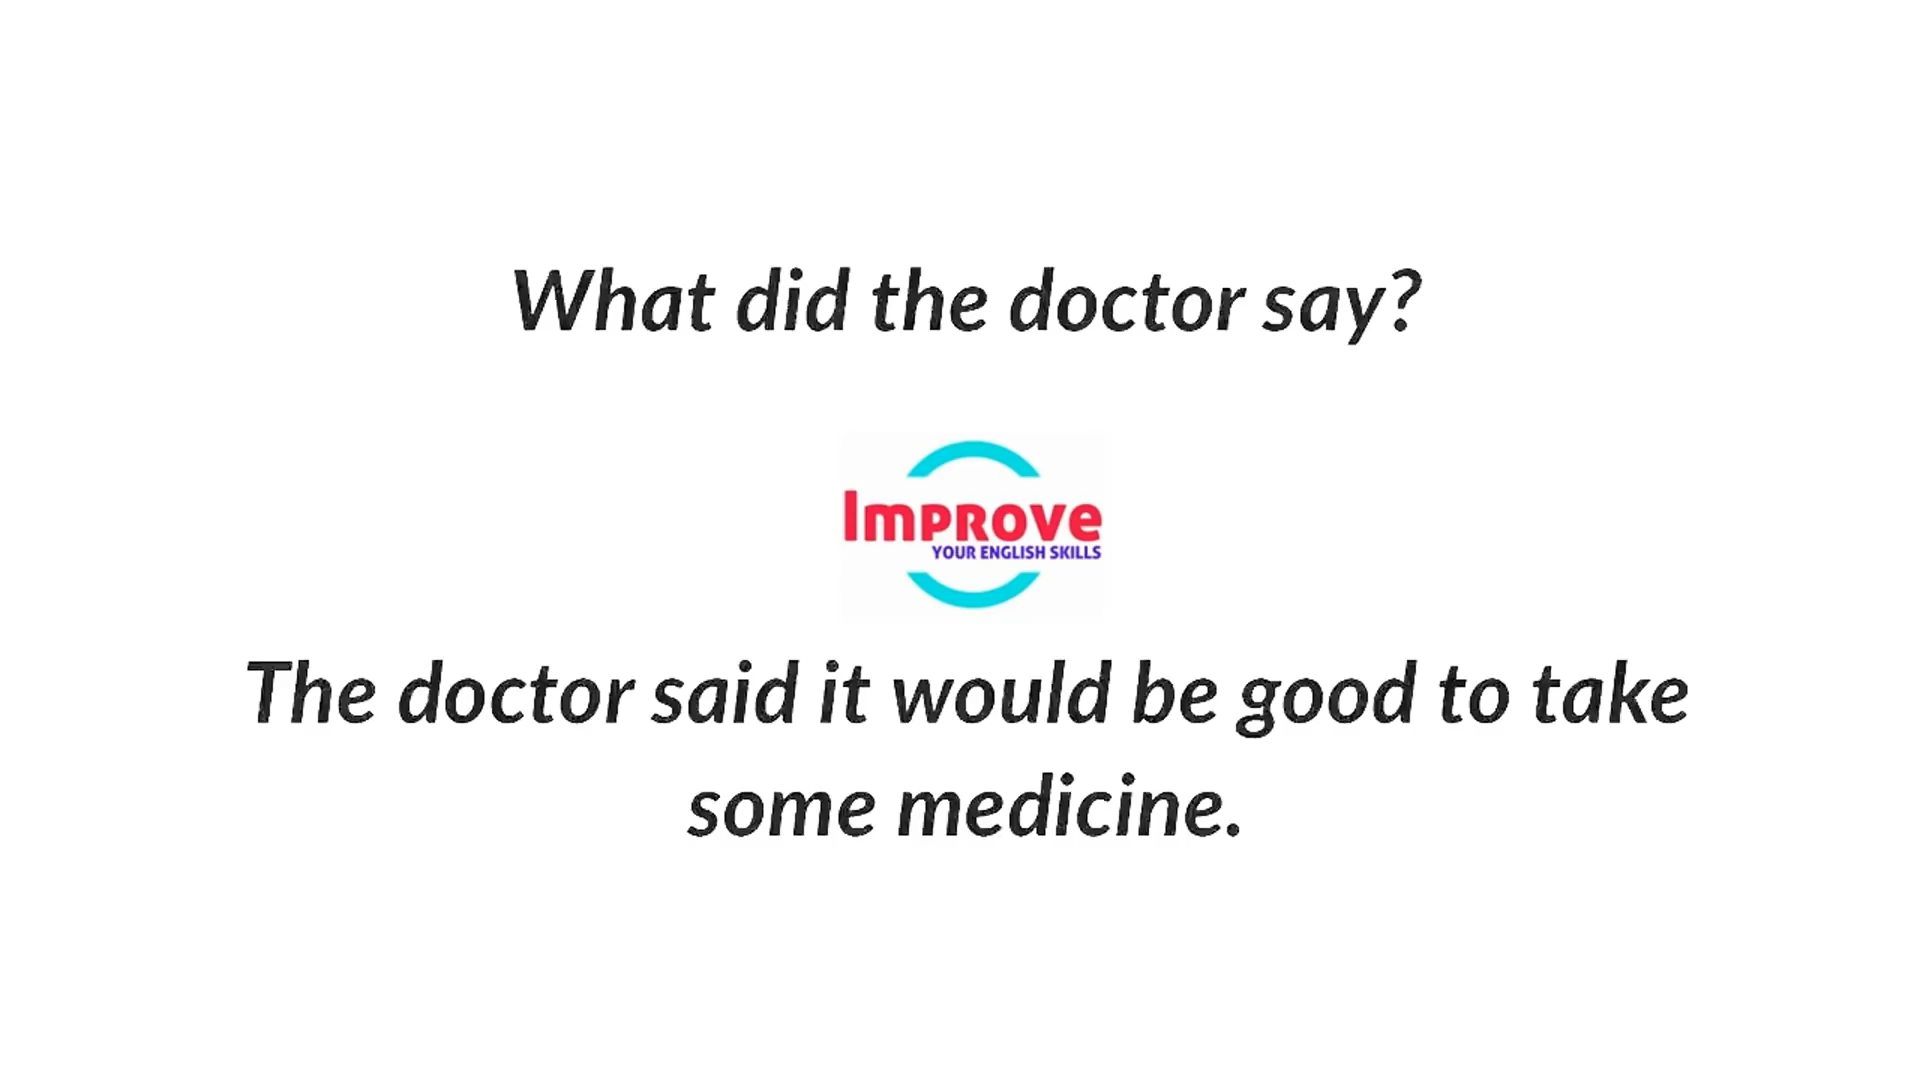 What did the doctor say?
Improve
YOUR ENGLISH SKILLS
The doctor said it would be good to take
some medicine.